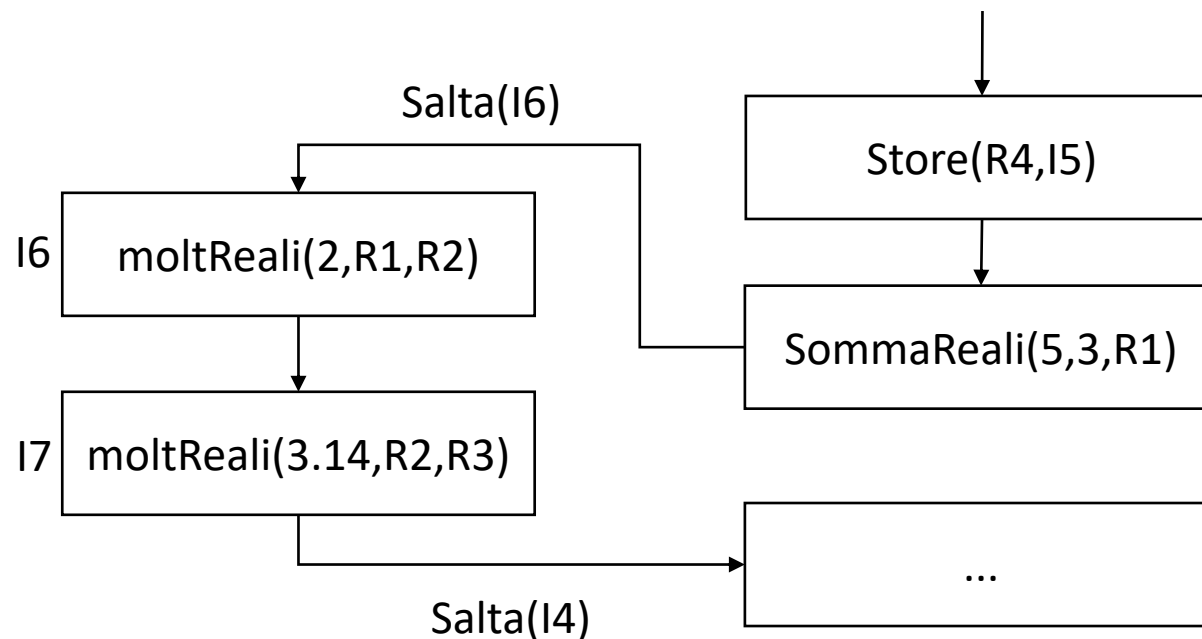 Salta(I6)
Store(R4,I5)
I6
moltReali(2,R1,R2)
SommaReali(5,3,R1)
I7
moltReali(3.14,R2,R3)
...
Salta(I4)